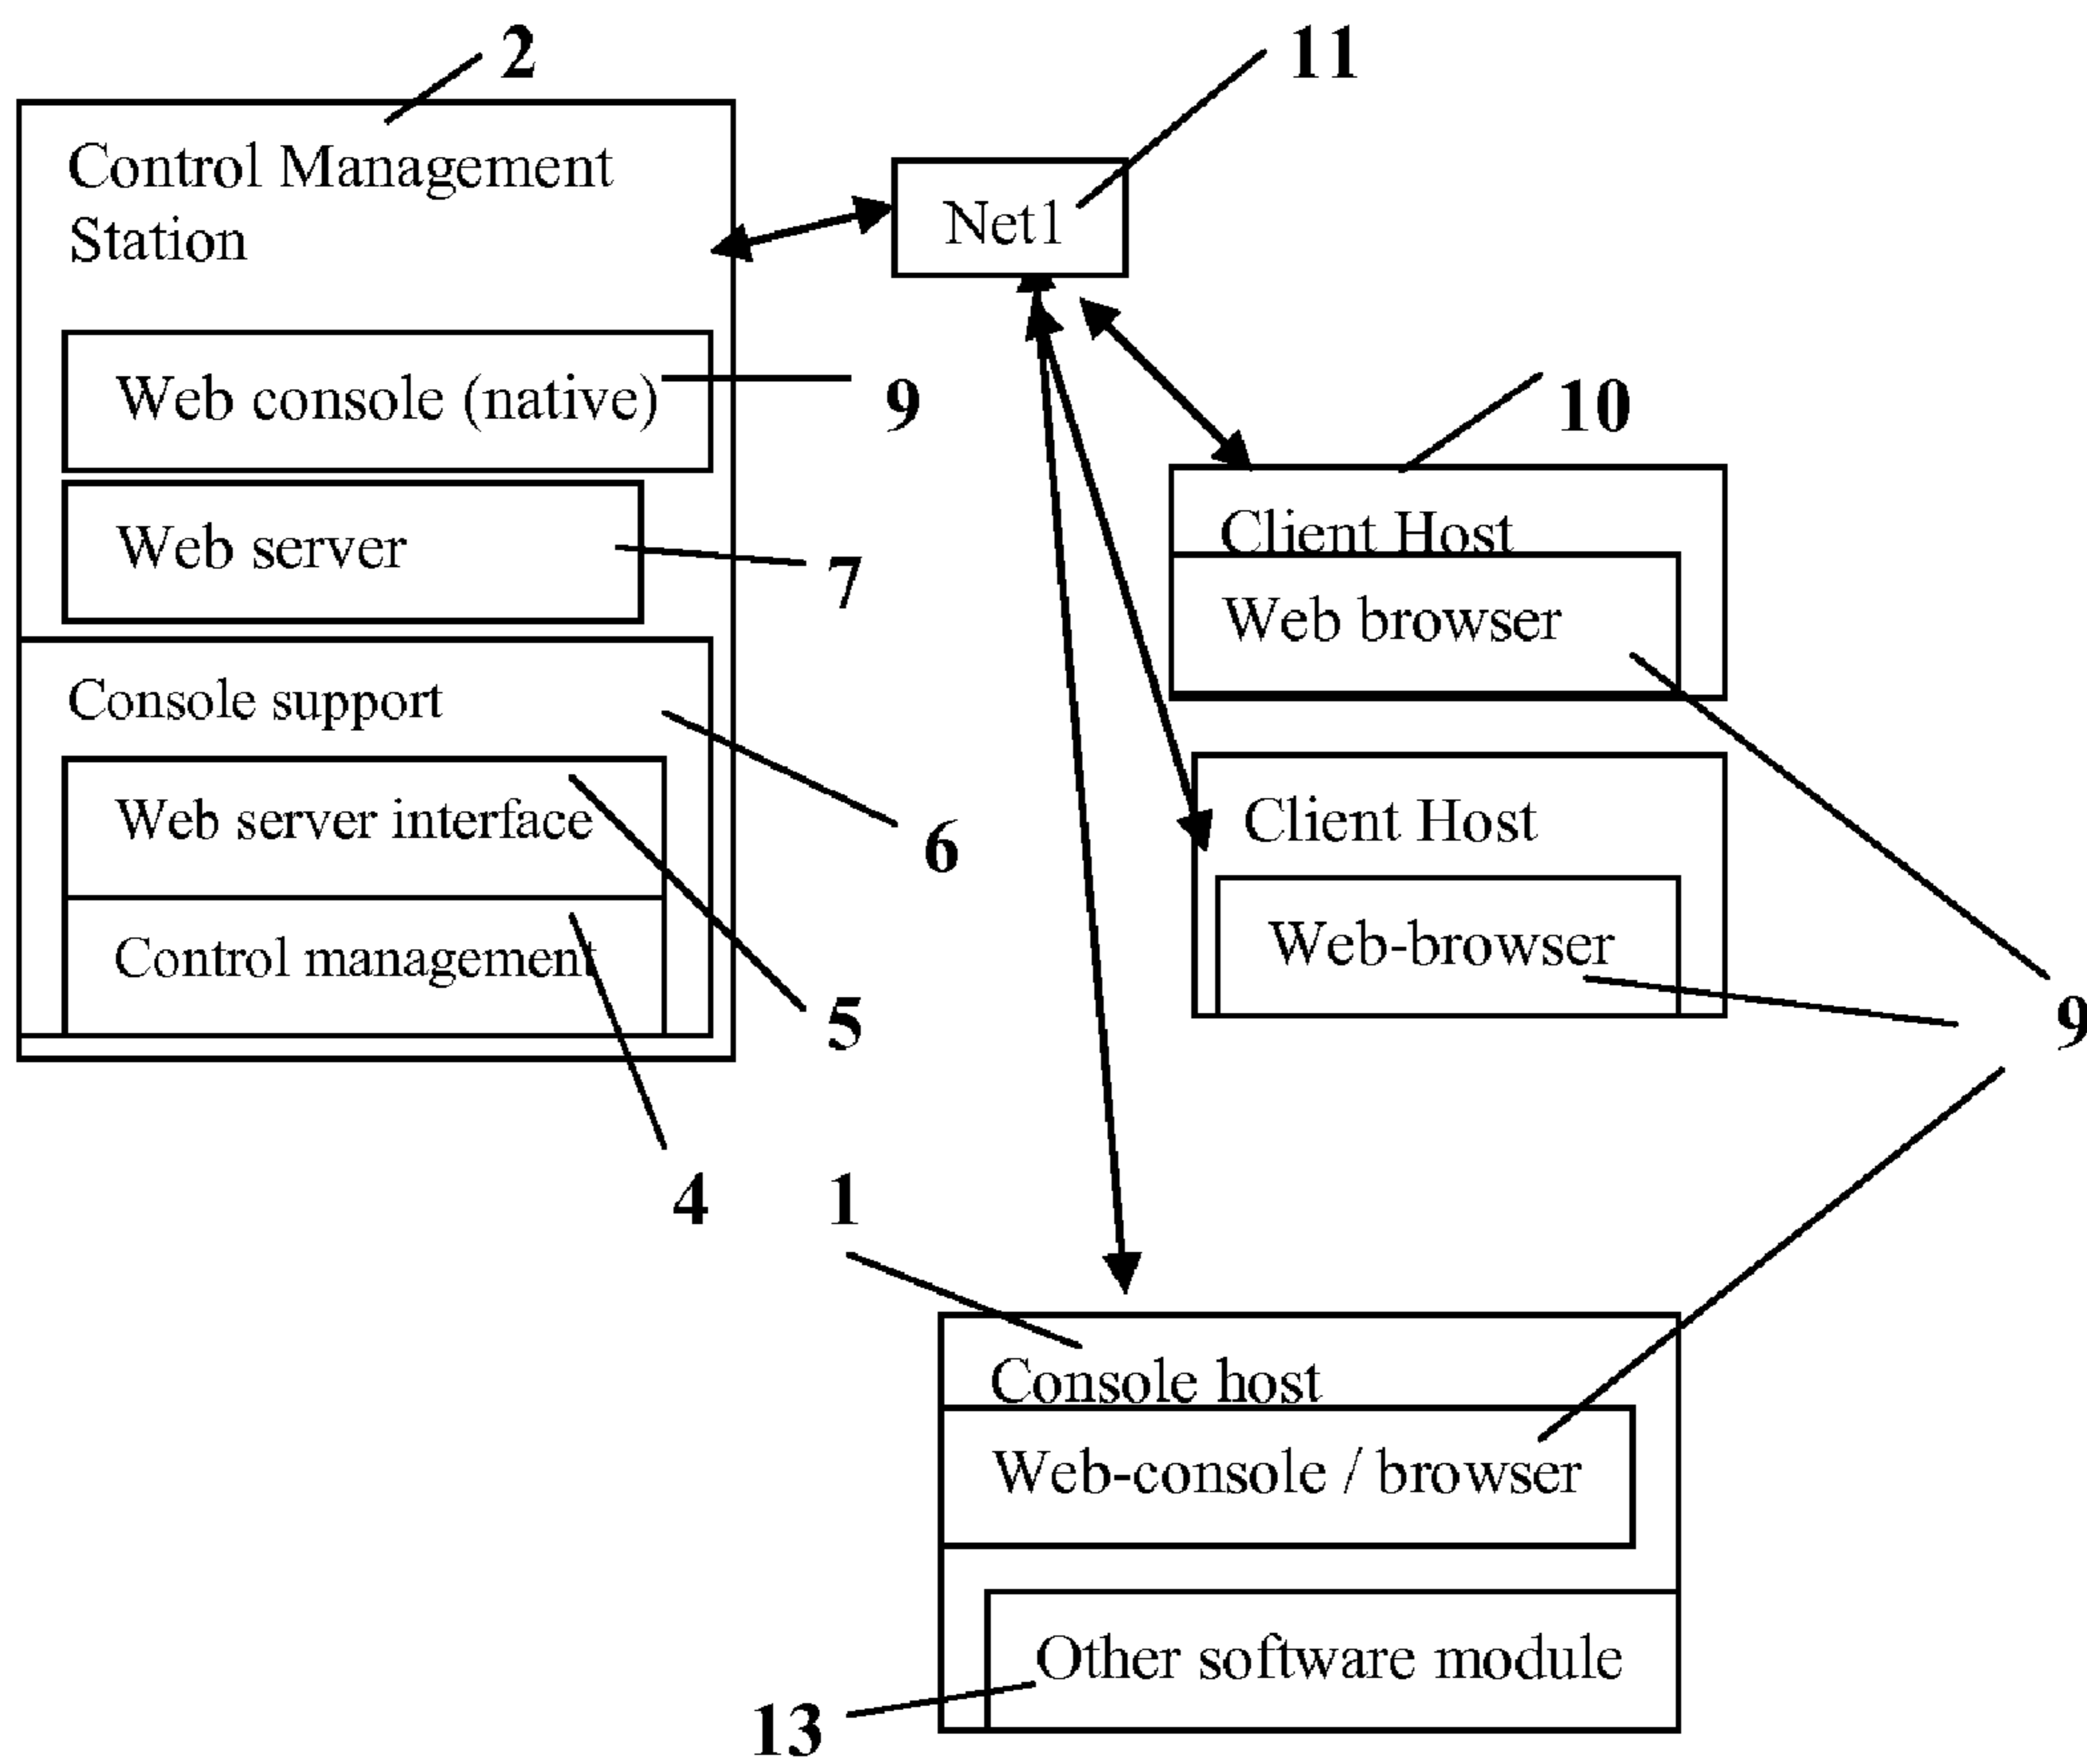 2
11
Control Management
Station
Net1
Web console (native)
9
10
Web server
7
Client Host
Web browser
Console support
6
Web server interface
Client Host
Control management
Web-browser
5
9
4
1
Console host
Web-console / browser
Other software module
13